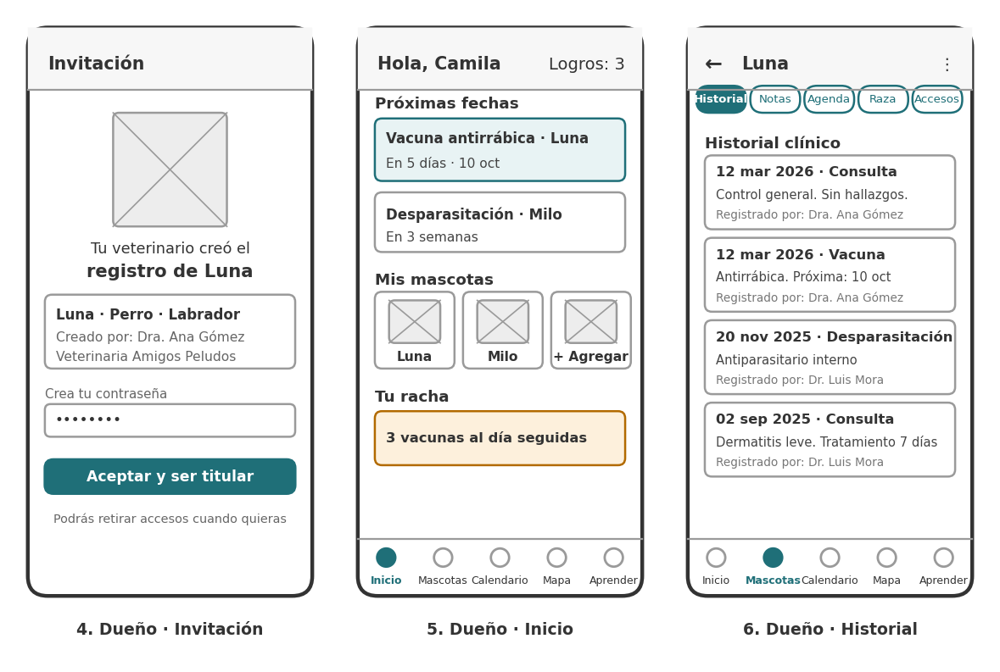 Invitación
Tu veterinario creó el
registro de Luna
Luna · Perro · Labrador
Creado por: Dra. Ana Gómez
Veterinaria Amigos Peludos
Crea tu contraseña
••••••••
Aceptar y ser titular
Podrás retirar accesos cuando quieras
4. Dueño · Invitación
Hola, Camila
Logros: 3
Próximas fechas
Vacuna antirrábica · Luna
En 5 días · 10 oct
Desparasitación · Milo
En 3 semanas
Mis mascotas
Luna
Milo
+ Agregar
Tu racha
3 vacunas al día seguidas
Inicio
Mascotas
Calendario
Mapa
Aprender
5. Dueño · Inicio
← Luna ⋮
Historial
Notas
Agenda
Raza
Accesos
Historial clínico
12 mar 2026 · Consulta
Control general. Sin hallazgos.
Registrado por: Dra. Ana Gómez
12 mar 2026 · Vacuna
Antirrábica. Próxima: 10 oct
Registrado por: Dra. Ana Gómez
20 nov 2025 · Desparasitación
Antiparasitario interno
Registrado por: Dr. Luis Mora
02 sep 2025 · Consulta
Dermatitis leve. Tratamiento 7 días
Registrado por: Dr. Luis Mora
Inicio
Mascotas
Calendario
Mapa
Aprender
6. Dueño · Historial